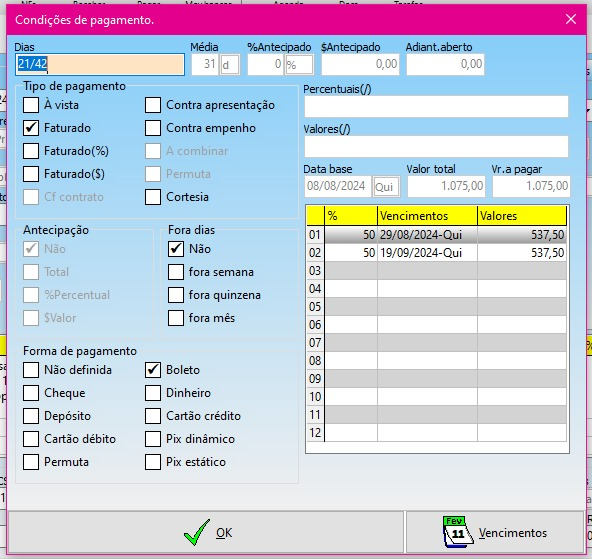 Condições de pagamento.
Dias Média %Antecipado $Antecipado Adiant.aberto
21/42 31 d 0 % 0,00 0,00
Tipo de pagamento
À vista Contra apresentação
Faturado Contra empenho
Faturado(%) A combinar
Faturado($) Permuta
Cf contrato Cortesia
Percentuais(/)
Valores(/)
Data base Valor total Vr.a pagar
08/08/2024 Qui 1.075,00 1.075,00
Antecipação
Não
Total
%Percentual
$Valor
Fora dias
Não
fora semana
fora quinzena
fora mês
% Vencimentos Valores
01 50 29/08/2024-Qui 537,50
02 50 19/09/2024-Qui 537,50
03
04
05
06
07
08
09
10
11
12
Forma de pagamento
Não definida Boleto
Cheque Dinheiro
Depósito Cartão crédito
Cartão débito Pix dinâmico
Permuta Pix estático
OK
Fev
11
Vencimentos